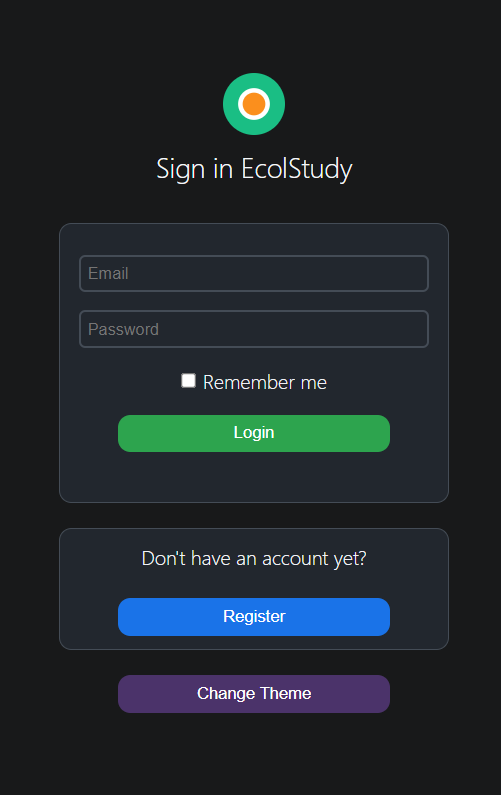 Sign in EcolStudy
Email
Password
Remember me
Login
Don't have an account yet?
Register
Change Theme